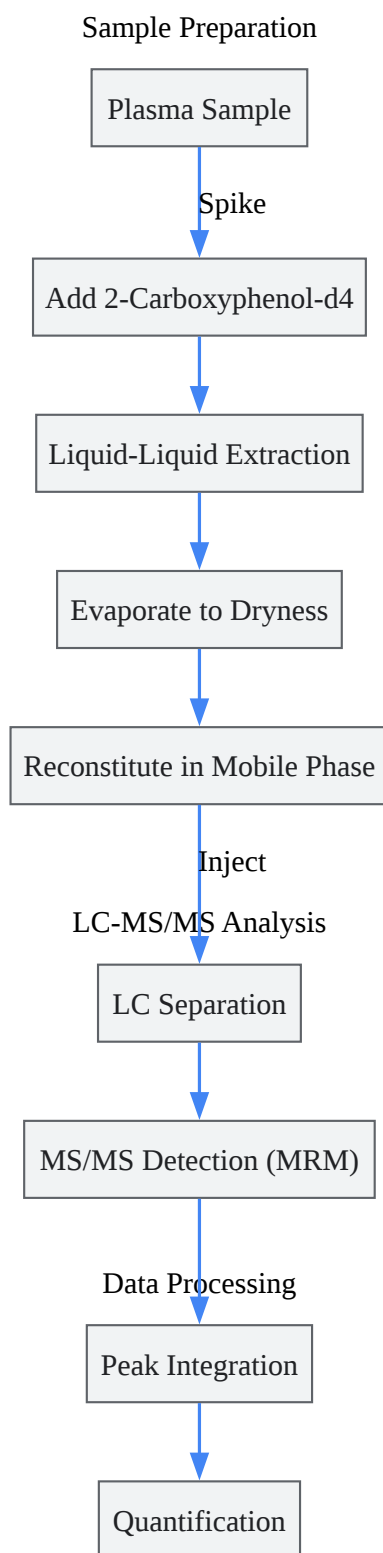 Sample Preparation
Plasma Sample
Spike
Add 2-Carboxyphenol-d4
Liquid-Liquid Extraction
Evaporate to Dryness
Reconstitute in Mobile Phase
Inject
LC-MS/MS Analysis
LC Separation
MS/MS Detection (MRM)
Data Processing
Peak Integration
Quantification